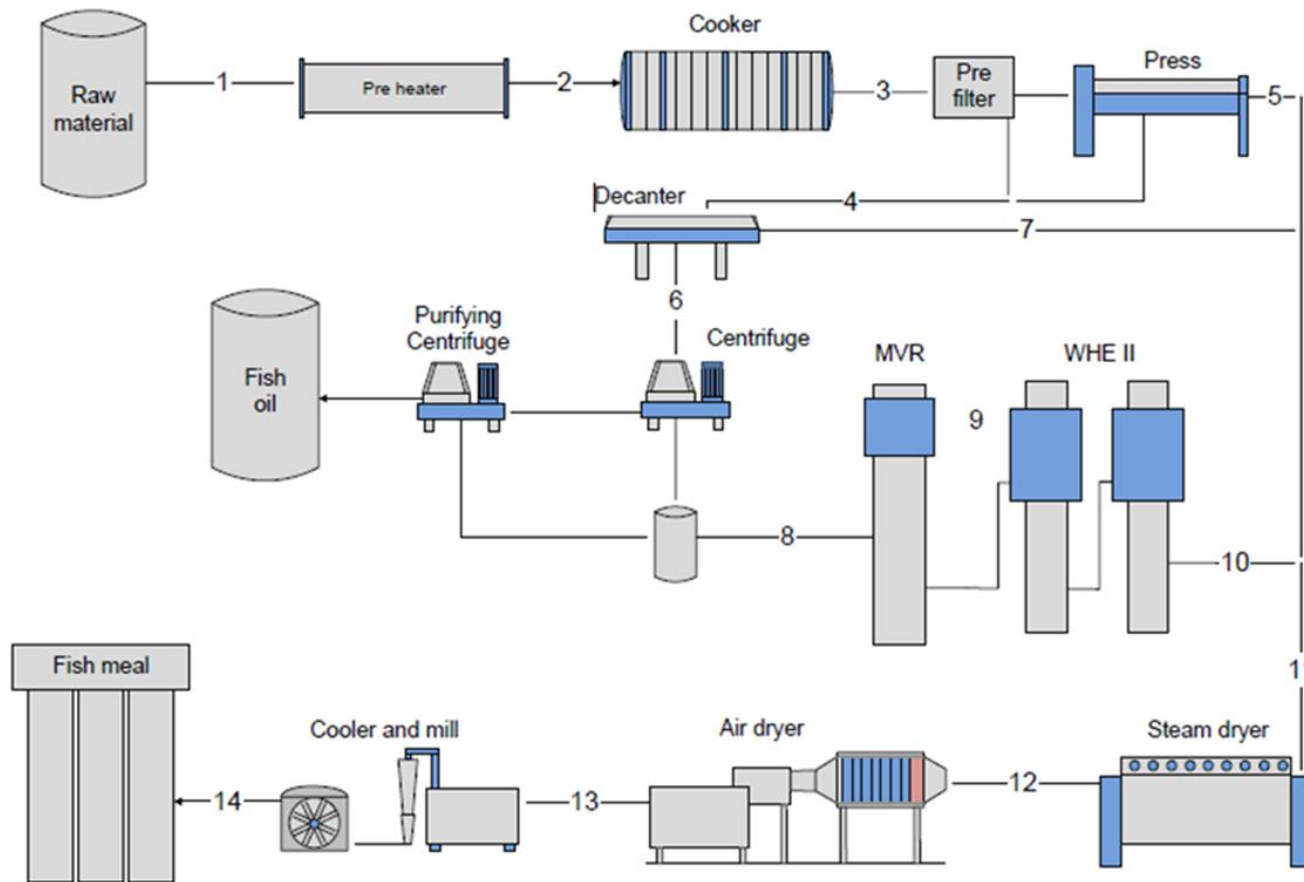 Cooker
Press
Raw
material
1
Pre heater
2
3
Pre
filter
5
Decanter
4
7
6
Purifying
Centrifuge
Centrifuge
MVR
WHE II
Fish
oil
9
8
10
Fish meal
11
Cooler and mill
Air dryer
Steam dryer
14
13
12